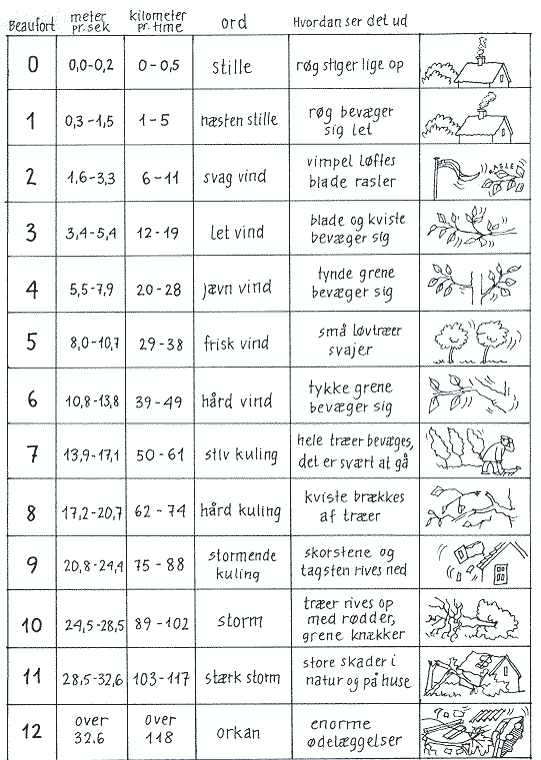 Beaufort meter pr.sek kilometer pr.time ord Hvordan ser det ud
0 0,0-0,2 0-0,5 stille røg stiger lige op
1 0,3-1,5 1-5 næsten stille røg bevæger sig let
2 1,6-3,3 6-11 svag vind vimpel løftes blade rasler
RASLE
3 3,4-5,4 12-19 let vind blade og kviste bevæger sig
4 5,5-7,9 20-28 jævn vind tynde grene bevæger sig
5 8,0-10,7 29-38 frisk vind små løvtræer svajer
6 10,8-13,8 39-49 hård vind tykke grene bevæger sig
7 13,9-17,1 50-61 stiv kuling hele træer bevæges, det er svært at gå
8 17,2-20,7 62-74 hård kuling kviste brækkes af træer
9 20,8-24,4 75-88 stormende kuling skorstene og tagsten rives ned
10 24,5-28,5 89-102 storm træer rives op med rødder, grene knækker
11 28,5-32,6 103-117 stærk storm store skader i natur og på huse
12 over 32.6 over 118 orkan enorme ødelæggelser